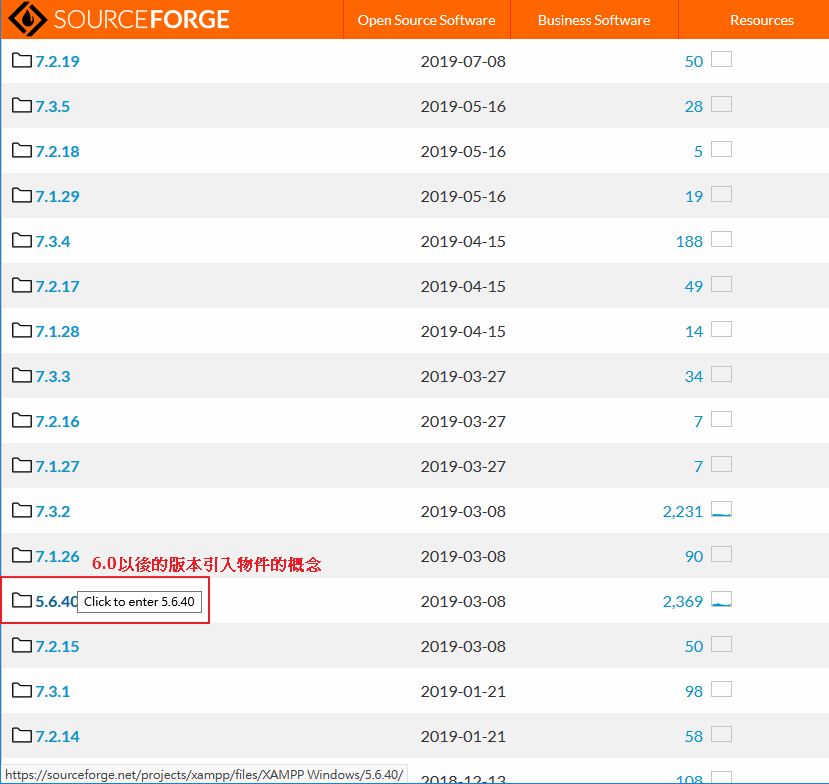 SOURCEFORGE Open Source Software Business Software Resources
7.2.19 2019-07-08 50
7.3.5 2019-05-16 28
7.2.18 2019-05-16 5
7.1.29 2019-05-16 19
7.3.4 2019-04-15 188
7.2.17 2019-04-15 49
7.1.28 2019-04-15 14
7.3.3 2019-03-27 34
7.2.16 2019-03-27 7
7.1.27 2019-03-27 7
7.3.2 2019-03-08 2,231
7.1.26 2019-03-08 90
6.0以後的版本引入物件的概念
5.6.40 Click to enter 5.6.40 2019-03-08 2,369
7.2.15 2019-03-08 50
7.3.1 2019-01-21 98
7.2.14 2019-01-21 58
https://sourceforge.net/projects/xampp/files/XAMPP Windows/5.6.40/ 2018-12-13 108